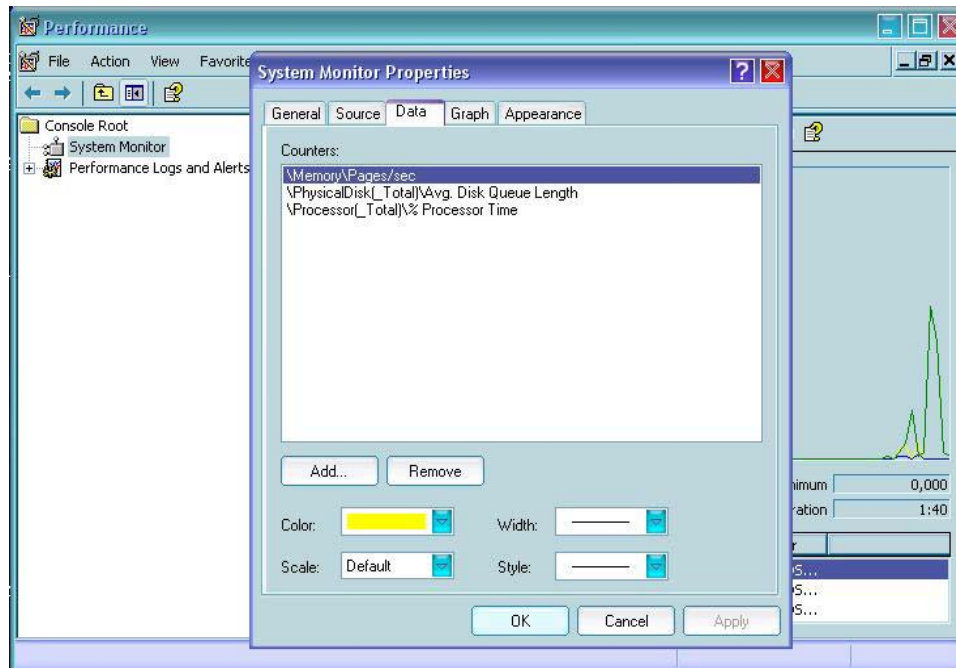 Performance
File Action View Favorite
System Monitor Properties
General Source Data Graph Appearance
Console Root
System Monitor
Performance Logs and Alerts
Counters:
\Memory\Pages/sec
\PhysicalDisk(_Total)\Avg. Disk Queue Length
\Processor(_Total)\% Processor Time
Add... Remove
Color: Width:
Scale: Default Style:
OK Cancel Apply
nimum 0,000
ration 1:40